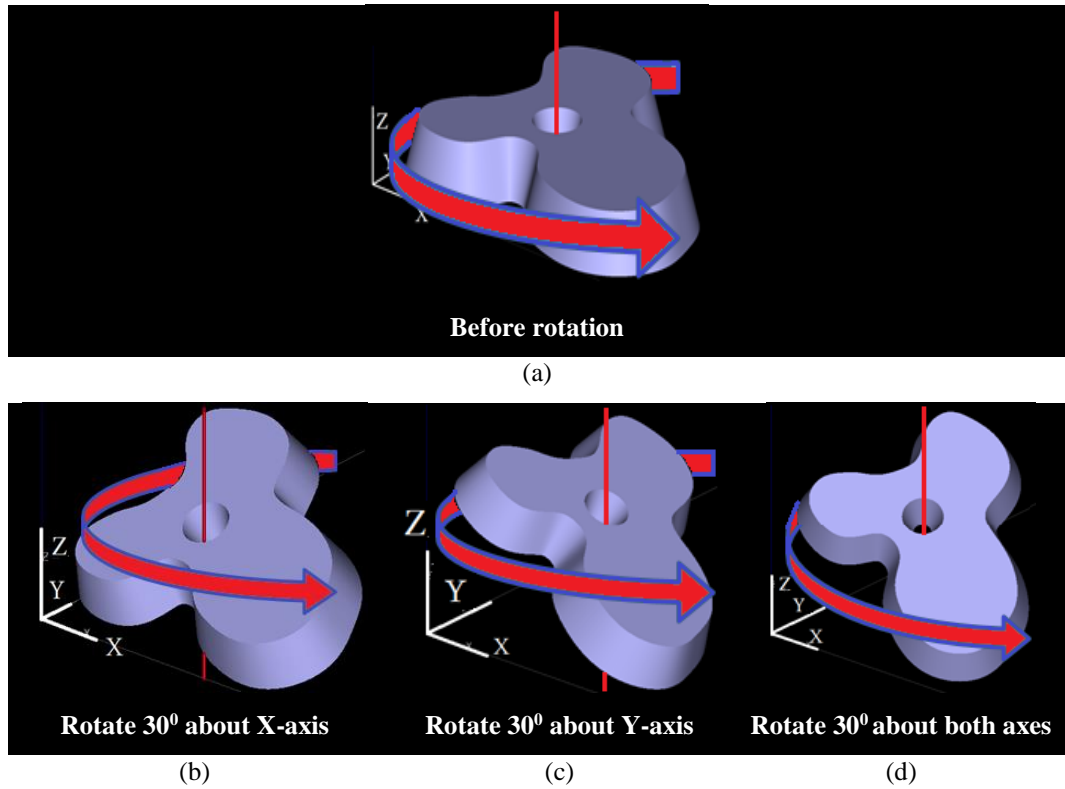 Z
Y
X
Before rotation
(a)
Z
Y
X
Z
Y
X
Z
Y
X
Rotate 30⁰ about X-axis
Rotate 30⁰ about Y-axis
Rotate 30⁰ about both axes
(b)
(c)
(d)